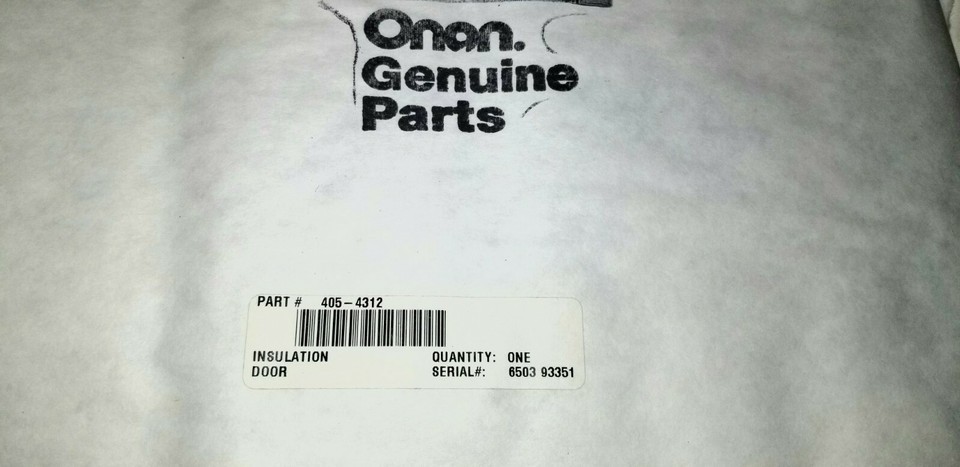 Onan.
Genuine
Parts
PART # 405-4312
INSULATION QUANTITY: ONE
DOOR SERIAL#: 6503 93351